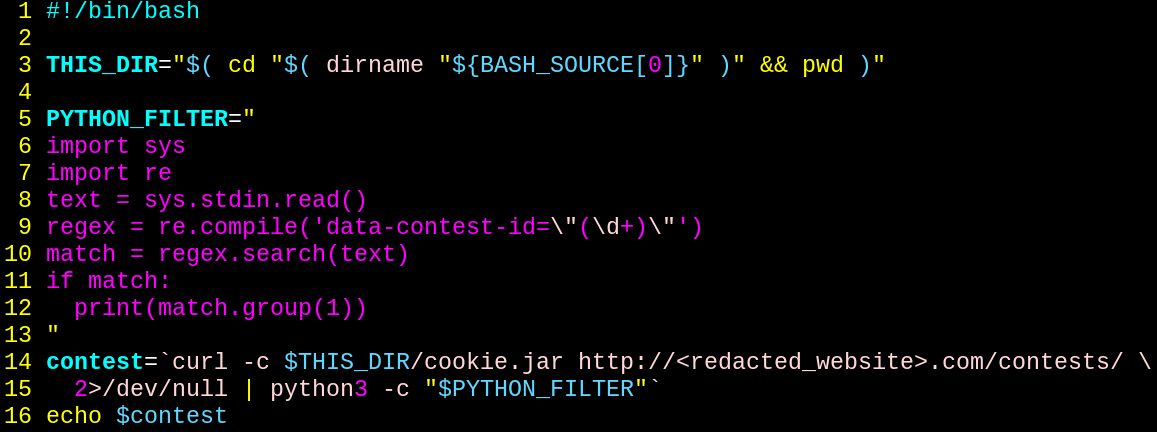 1 #!/bin/bash
2
3 THIS_DIR="$( cd "$( dirname "${BASH_SOURCE[0]}" )" && pwd )"
4
5 PYTHON_FILTER="
6 import sys
7 import re
8 text = sys.stdin.read()
9 regex = re.compile('data-contest-id=\"(\d+)\"')
10 match = regex.search(text)
11 if match:
12   print(match.group(1))
13 "
14 contest=`curl -c $THIS_DIR/cookie.jar http://<redacted_website>.com/contests/ \
15   2>/dev/null | python3 -c "$PYTHON_FILTER"`
16 echo $contest